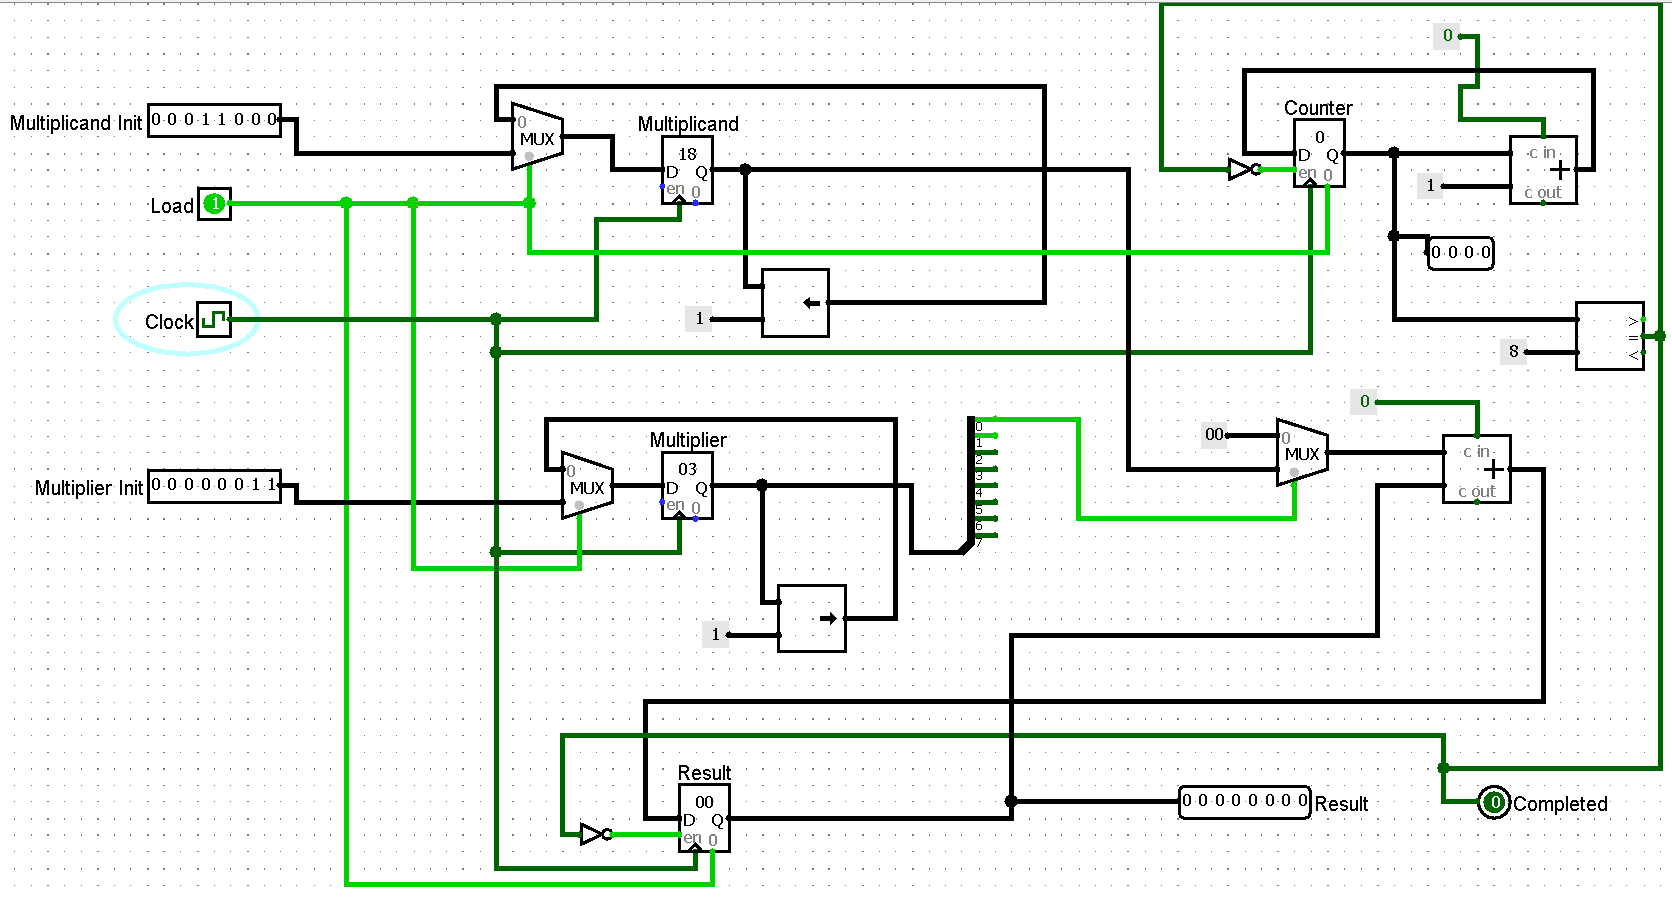 0
Counter
0
D Q
en 0
c in
+
c out
1
0 0 0 0
>
=
<
8
Multiplicand Init 0 0 0 1 1 0 0 0
0
MUX
Multiplicand
18
D Q
en 0
Load 1
1
Clock
Multiplier Init 0 0 0 0 0 0 1 1
0
MUX
Multiplier
03
D Q
en 0
1
0
1
2
3
4
5
6
7
00
0
MUX
0
c in
+
c out
Result
00
D Q
en 0
0 0 0 0 0 0 0 0 Result
0 Completed